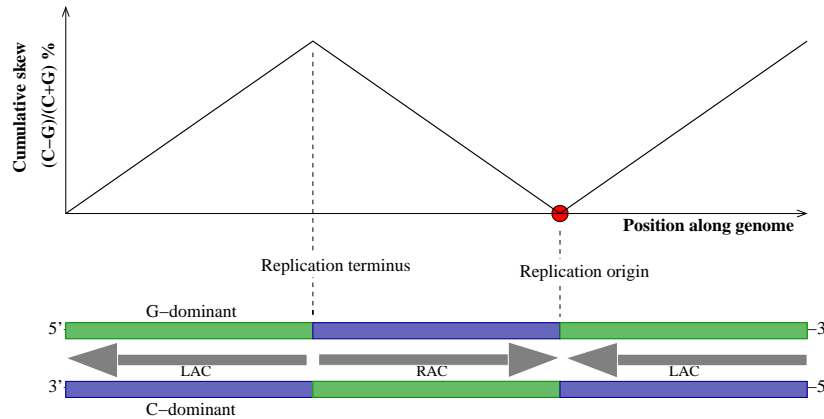 Cumulative skew
(C−G)/(C+G) %
Position along genome
Replication terminus
Replication origin
G−dominant
5’
−3
LAC
RAC
LAC
3’
−5
C−dominant